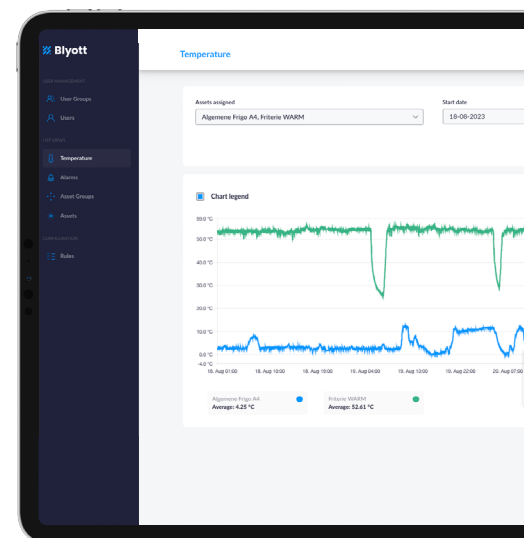 Blyott
Temperature
USER MANAGEMENT
User Groups
Users
LIST VIEWS
Temperature
Alarms
Asset Groups
Assets
CONFIGURATION
Rules
Assets assigned
Start date
Algemene Frigo A4, Friterie WARM
18-08-2023
Chart legend
50.0 °C
40.0 °C
30.0 °C
20.0 °C
10.0 °C
0.0 °C
-4.0 °C
18. Aug 01:00
18. Aug 10:00
18. Aug 19:00
19. Aug 04:00
19. Aug 13:00
19. Aug 22:00
20. Aug 07:00
Algemene Frigo A4
Average: 4.25 °C
Friterie WARM
Average: 52.61 °C